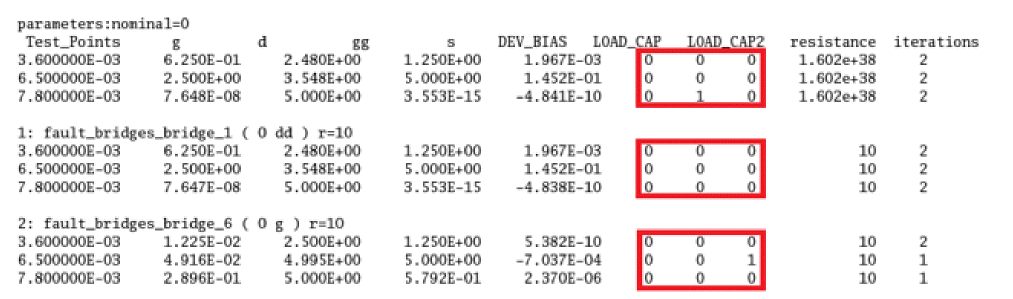 parameters:nominal=0
Test_Points g d gg s DEV_BIAS LOAD_CAP LOAD_CAP2 resistance iterations
3.600000E-03 6.250E-01 2.480E+00 1.250E+00 1.967E-03 0 0 0 1.602e+38 2
6.500000E-03 2.500E+00 3.548E+00 5.000E+00 1.452E-01 0 0 0 1.602e+38 2
7.800000E-03 7.648E-08 5.000E+00 3.553E-15 -4.841E-10 0 1 0 1.602e+38 2
1: fault_bridges_bridge_1 ( 0 dd ) r=10
3.600000E-03 6.250E-01 2.480E+00 1.250E+00 1.967E-03 0 0 0 10 2
6.500000E-03 2.500E+00 3.548E+00 5.000E+00 1.452E-01 0 0 0 10 2
7.800000E-03 7.647E-08 5.000E+00 3.553E-15 -4.838E-10 0 0 0 10 2
2: fault_bridges_bridge_6 ( 0 g ) r=10
3.600000E-03 1.225E-02 2.500E+00 1.250E+00 5.382E-10 0 0 0 10 2
6.500000E-03 4.916E-02 4.995E+00 5.000E+00 -7.037E-04 0 0 1 10 1
7.800000E-03 2.896E-01 5.000E+00 5.792E-01 2.370E-06 0 0 0 10 1